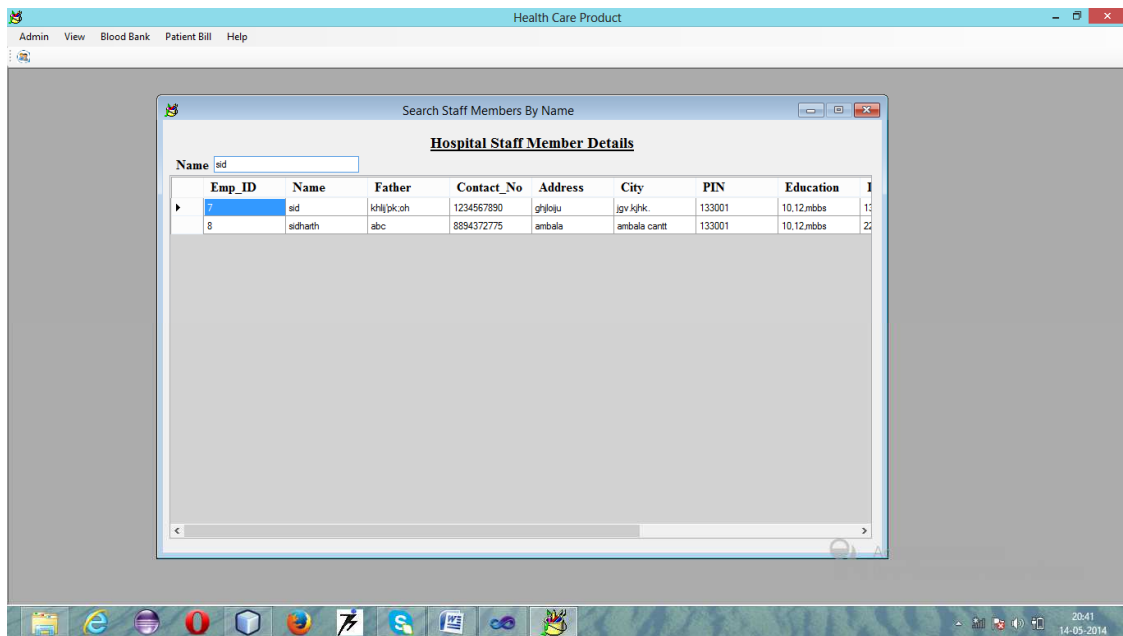 Health Care Product
Admin View Blood Bank Patient Bill Help
Search Staff Members By Name
Hospital Staff Member Details
Name sid
Emp_ID Name Father Contact_No Address City PIN Education
7 sid khlij'pk;oh 1234567890 ghjloiju jgv.kjhk. 133001 10,12,mbbs 13
8 sidharth abc 8894372775 ambala ambala cantt 133001 10,12,mbbs 22
20:41
14-05-2014